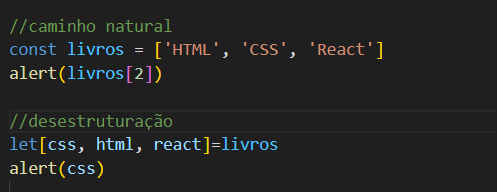 //caminho natural
const livros = ['HTML', 'CSS', 'React']
alert(livros[2])
//desestruturação
let[css, html, react]=livros
alert(css)